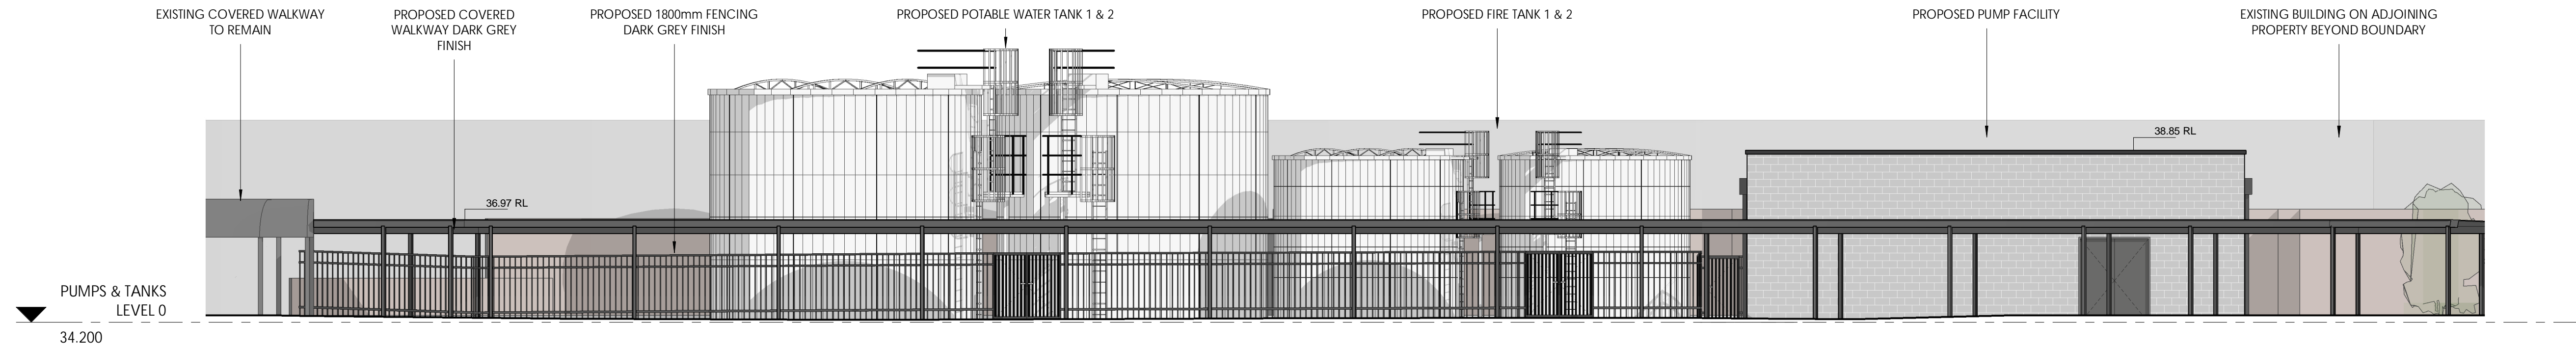 EXISTING COVERED WALKWAY
TO REMAIN
PROPOSED COVERED
WALKWAY DARK GREY
FINISH
PROPOSED 1800mm FENCING
DARK GREY FINISH
PROPOSED POTABLE WATER TANK 1 & 2
PROPOSED FIRE TANK 1 & 2
PROPOSED PUMP FACILITY
EXISTING BUILDING ON ADJOINING
PROPERTY BEYOND BOUNDARY
38.85 RL
36.97 RL
PUMPS & TANKS
LEVEL 0
34.200